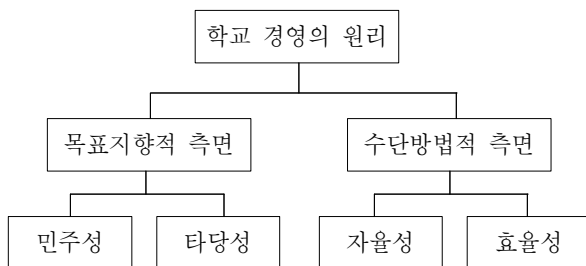 학교 경영의 원리
목표지향적 측면
수단방법적 측면
민주성
타당성
자율성
효율성